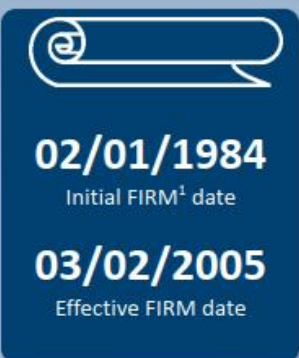 02/01/1984
Initial FIRM¹ date
03/02/2005
Effective FIRM date